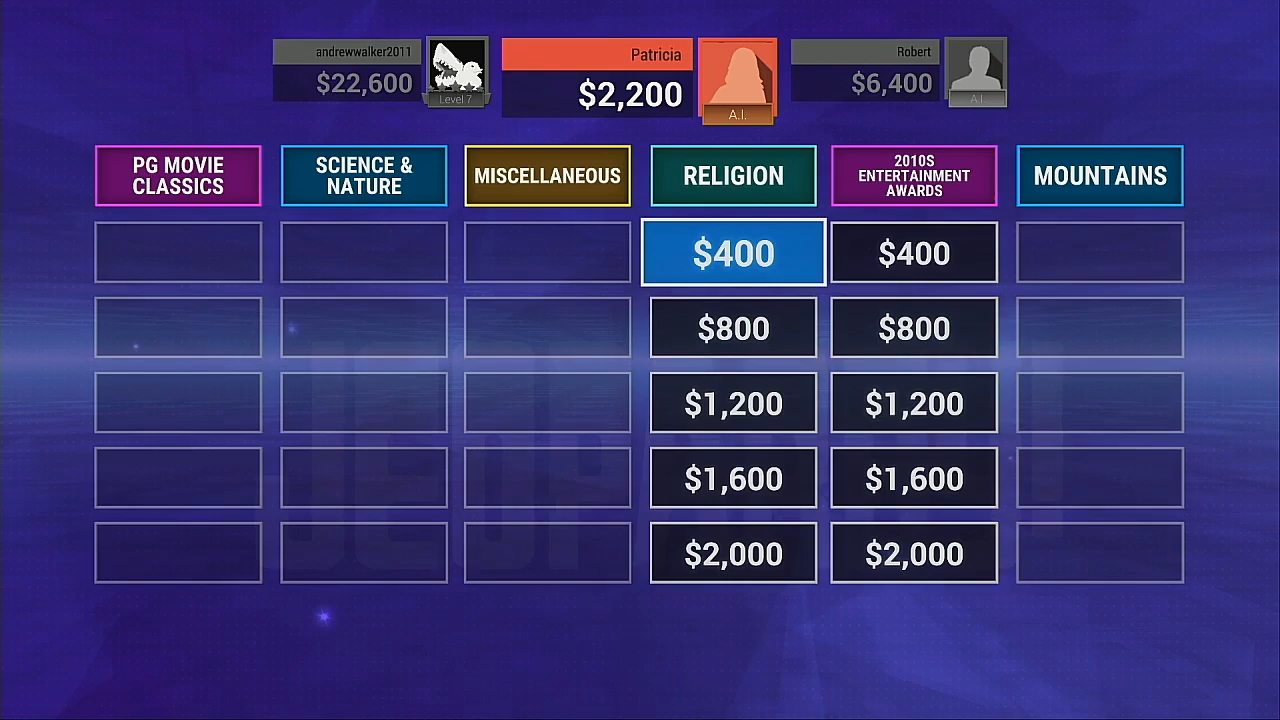 andrewwalker2011
$22,600
Level 7
Patricia
$2,200
A.I.
Robert
$6,400
A.I.
PG MOVIE
CLASSICS
SCIENCE &
NATURE
MISCELLANEOUS
RELIGION
2010S
ENTERTAINMENT
AWARDS
MOUNTAINS
$400
$400
$800
$800
$1,200
$1,200
$1,600
$1,600
$2,000
$2,000